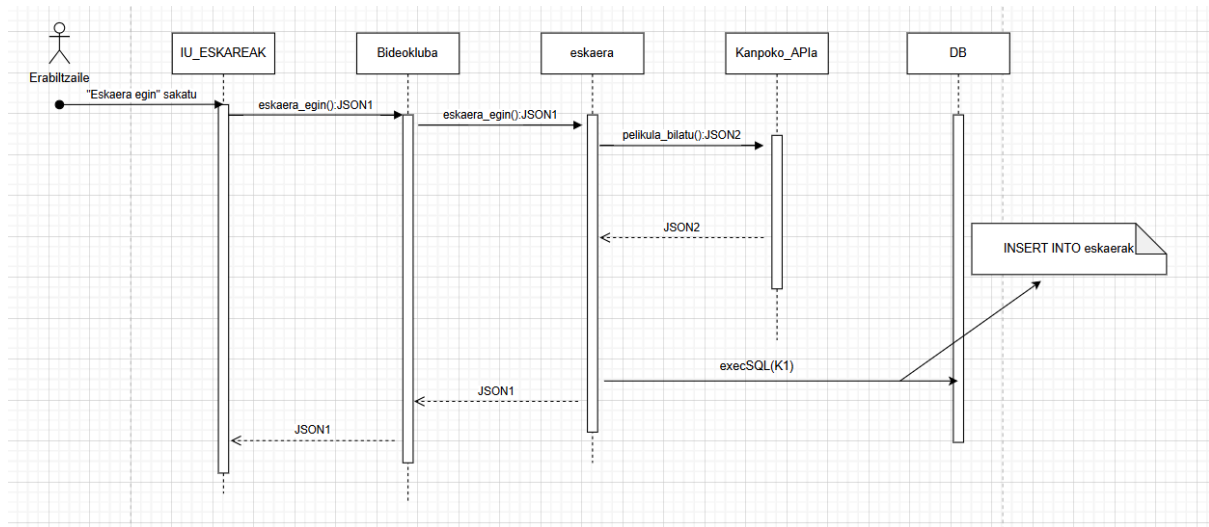 IU_ESKAREAK
Bideokluba
eskaera
Kanpoko_APIa
DB
Erabiltzaile
"Eskaera egin" sakatu
eskaera_egin():JSON1
eskaera_egin():JSON1
pelikula_bilatu():JSON2
JSON2
INSERT INTO eskaerak
execSQL(K1)
JSON1
JSON1